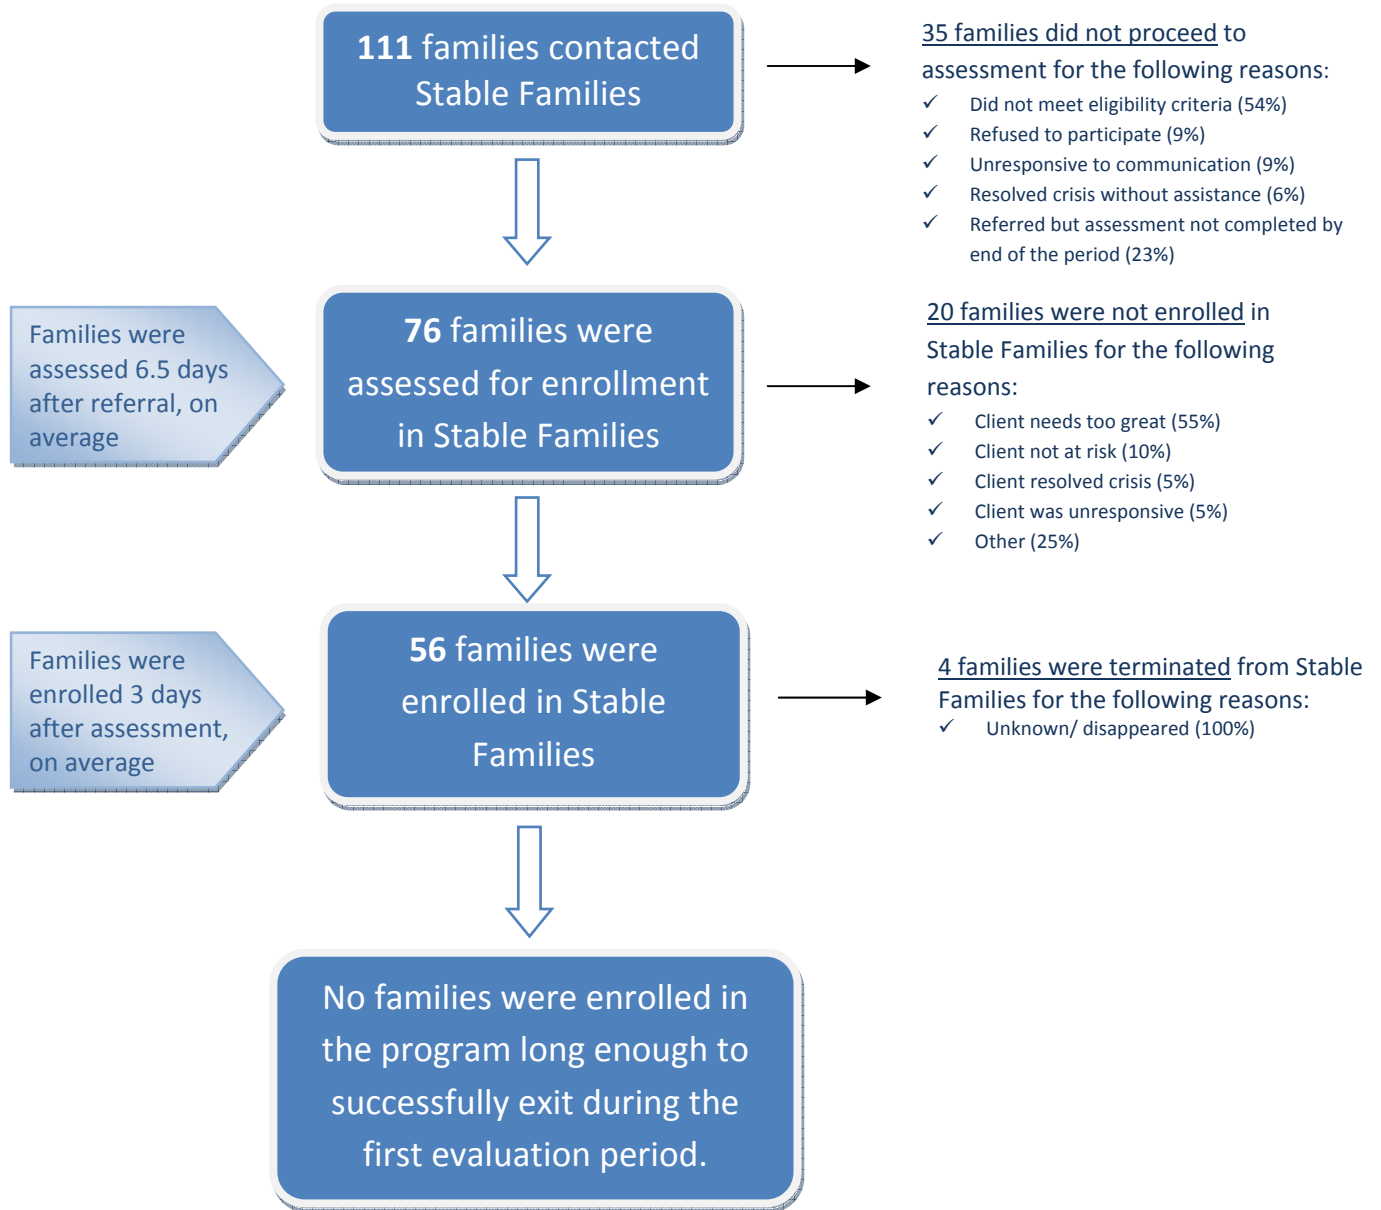 111 families contacted
Stable Families
35 families did not proceed to
assessment for the following reasons:
✓ Did not meet eligibility criteria (54%)
✓ Refused to participate (9%)
✓ Unresponsive to communication (9%)
✓ Resolved crisis without assistance (6%)
✓ Referred but assessment not completed by
end of the period (23%)
Families were
assessed 6.5 days
after referral, on
average
76 families were
assessed for enrollment
in Stable Families
20 families were not enrolled in
Stable Families for the following
reasons:
✓ Client needs too great (55%)
✓ Client not at risk (10%)
✓ Client resolved crisis (5%)
✓ Client was unresponsive (5%)
✓ Other (25%)
Families were
enrolled 3 days
after assessment,
on average
56 families were
enrolled in Stable
Families
4 families were terminated from Stable
Families for the following reasons:
✓ Unknown/ disappeared (100%)
No families were enrolled in
the program long enough to
successfully exit during the
first evaluation period.